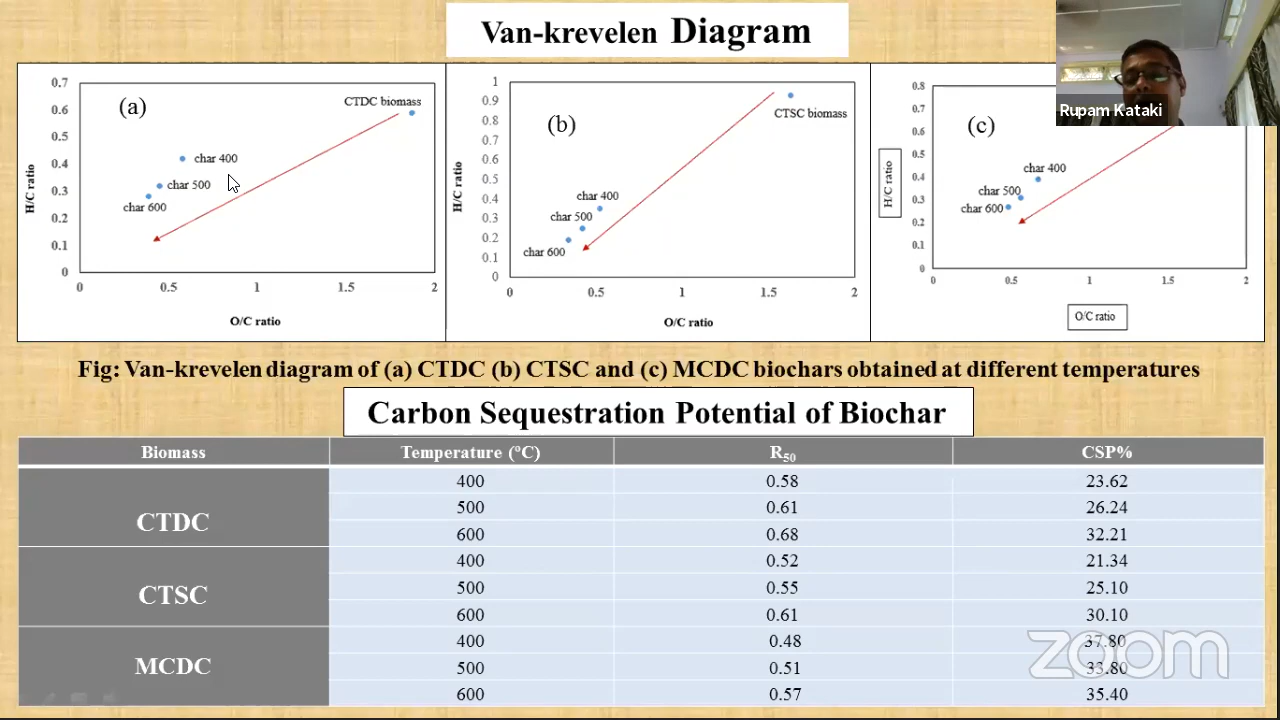 Van-krevelen Diagram
Rupam Kataki
(a)
CTDC biomass
char 400
char 500
char 600
0.7
0.6
0.5
0.4
0.3
0.2
0.1
0
H/C ratio
0 0.5 1 1.5 2
O/C ratio
(b)
CTSC biomass
char 400
char 500
char 600
1
0.9
0.8
0.7
0.6
0.5
0.4
0.3
0.2
0.1
0
H/C ratio
0 0.5 1 1.5 2
O/C ratio
(c)
char 400
char 500
char 600
0.8
0.7
0.6
0.5
0.4
0.3
0.2
0.1
0
H/C ratio
0 0.5 1 1.5 2
O/C ratio
Fig: Van-krevelen diagram of (a) CTDC (b) CTSC and (c) MCDC biochars obtained at different temperatures
Carbon Sequestration Potential of Biochar
Biomass Temperature (ºC) R50 CSP%
CTDC
400 0.58 23.62
500 0.61 26.24
600 0.68 32.21
CTSC
400 0.52 21.34
500 0.55 25.10
600 0.61 30.10
MCDC
400 0.48 37.80
500 0.51 33.80
600 0.57 35.40
zoom